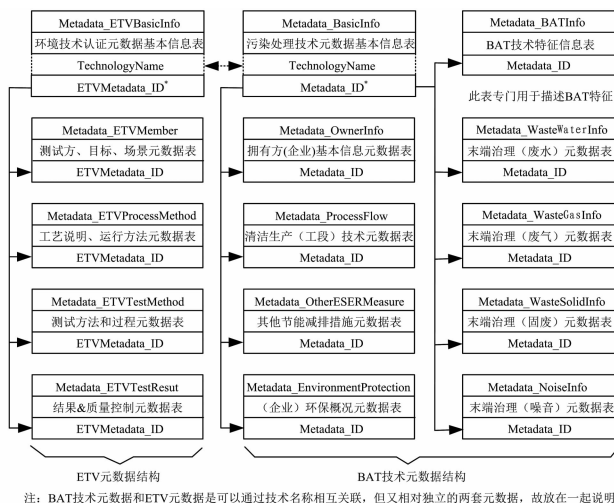 Metadata_ETVBasicInfo
环境技术认证元数据基本信息表
TechnologyName
ETVMetadata_ID*
Metadata_ETVMember
测试方、目标、场景元数据表
ETVMetadata_ID
Metadata_ETVProcessMethod
工艺说明、运行方法元数据表
ETVMetadata_ID
Metadata_ETVTestMethod
测试方法和过程元数据表
ETVMetadata_ID
Metadata_ETVTestResut
结果&质量控制元数据表
ETVMetadata_ID
ETV元数据结构
Metadata_BasicInfo
污染处理技术元数据基本信息表
TechnologyName
Metadata_ID*
Metadata_OwnerInfo
拥有方(企业)基本信息元数据表
Metadata_ID
Metadata_ProcessFlow
清洁生产（工段）技术元数据表
Metadata_ID
Metadata_OtherESERMeasure
其他节能减排措施元数据表
Metadata_ID
Metadata_EnvironmentProtection
（企业）环保概况元数据表
Metadata_ID
Metadata_BATInfo
BAT技术特征信息表
Metadata_ID
此表专门用于描述BAT特征
Metadata_WasteWaterInfo
末端治理（废水）元数据表
Metadata_ID
Metadata_WasteGasInfo
末端治理（废气）元数据表
Metadata_ID
Metadata_WasteSolidInfo
末端治理（固废）元数据表
Metadata_ID
Metadata_NoiseInfo
末端治理（噪音）元数据表
Metadata_ID
BAT技术元数据结构
注：BAT技术元数据和ETV元数据是可以通过技术名称相互关联，但又相对独立的两套元数据，故放在一起说明